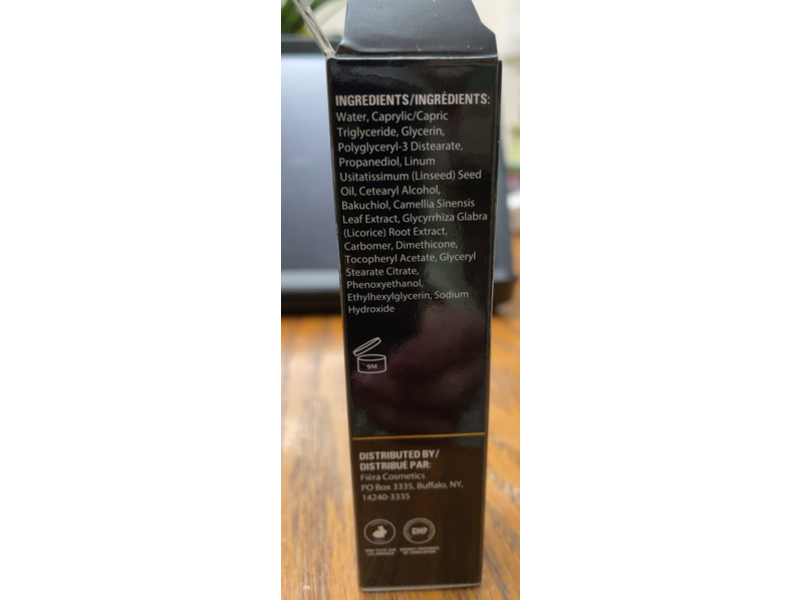 INGREDIENTS/INGRÉDIENTS:
Water, Caprylic/Capric
Triglyceride, Glycerin,
Polyglyceryl-3 Distearate,
Propanediol, Linum
Usitatissimum (Linseed) Seed
Oil, Cetearyl Alcohol,
Bakuchiol, Camellia Sinensis
Leaf Extract, Glycyrrhiza Glabra
(Licorice) Root Extract,
Carbomer, Dimethicone,
Tocopheryl Acetate, Glyceryl
Stearate Citrate,
Phenoxyethanol,
Ethylhexylglycerin, Sodium
Hydroxide
9M
DISTRIBUTED BY/
DISTRIBUÉ PAR:
Fiéra Cosmetics
PO Box 3335, Buffalo, NY,
14240-3335
GMP